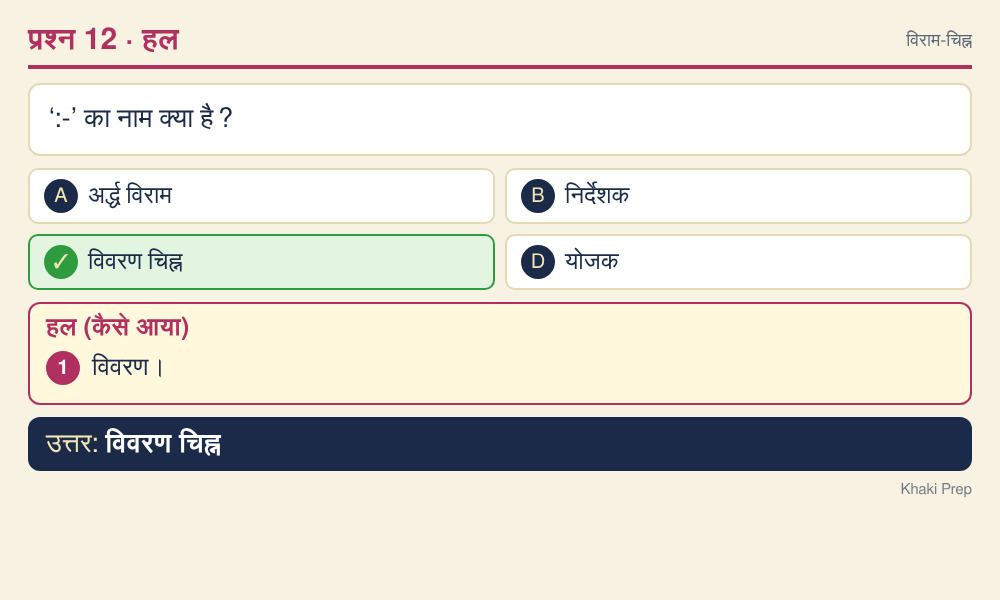 प्रश्न 12 · हल
विराम-चिह्न
‘:-’ का नाम क्या है ?
A अर्द्ध विराम
B निर्देशक
✓ विवरण चिह्न
D योजक
हल (कैसे आया)
1 विवरण ।
उत्तर: विवरण चिह्न
Khaki Prep